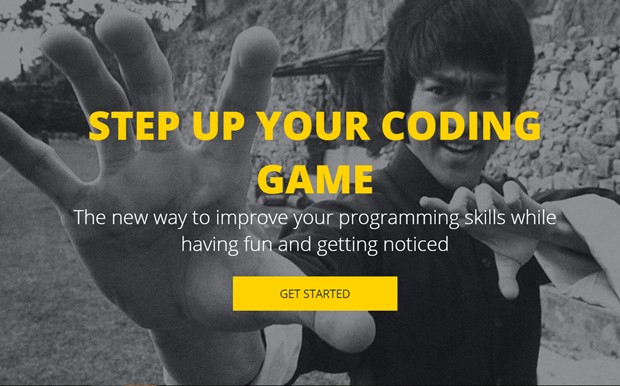 STEP UP YOUR CODING
GAME
The new way to improve your programming skills while
having fun and getting noticed
GET STARTED